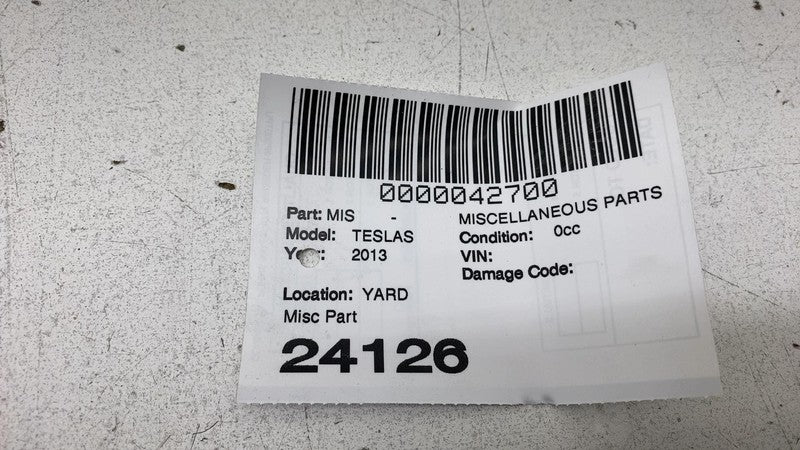 0000042700
Part: MIS - MISCELLANEOUS PARTS
Model: TESLAS Condition: 0cc
2013 VIN:
Damage Code:
Location: YARD
Misc Part
24126